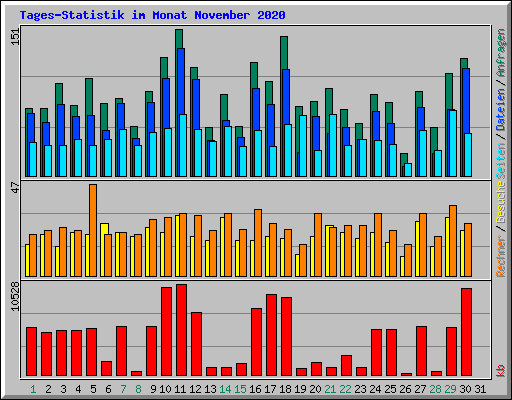 Tages-Statistik im Monat November 2020
151
47
10528
Rechner / Besuche Seiten / Dateien / Anfragen
kb
1 2 3 4 5 6 7 8 9 10 11 12 13 14 15 16 17 18 19 20 21 22 23 24 25 26 27 28 29 30 31